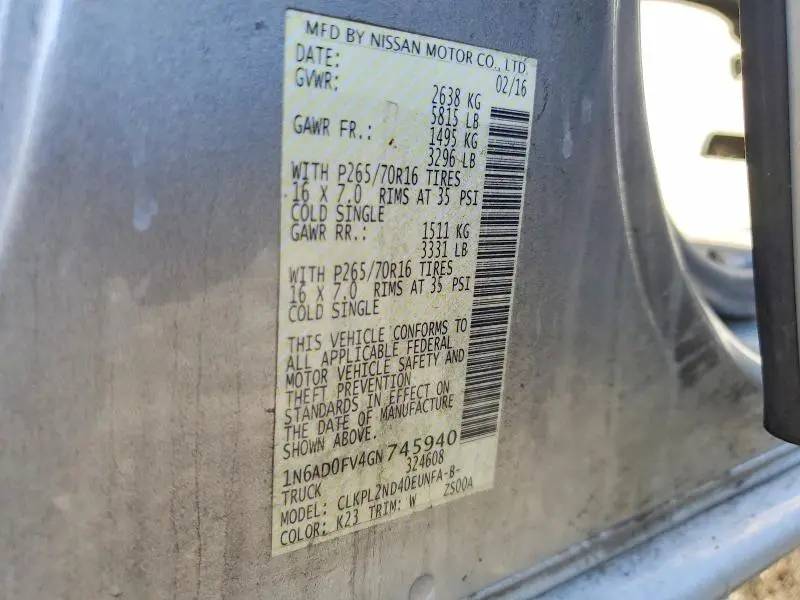 MFD BY NISSAN MOTOR CO., LTD.
DATE: 02/16
GVWR: 2638 KG
5815 LB
GAWR FR.: 1495 KG
3296 LB
WITH P265/70R16 TIRES
16 X 7.0 RIMS AT 35 PSI
COLD SINGLE
GAWR RR.: 1511 KG
3331 LB
WITH P265/70R16 TIRES
16 X 7.0 RIMS AT 35 PSI
COLD SINGLE
THIS VEHICLE CONFORMS TO
ALL APPLICABLE FEDERAL
MOTOR VEHICLE SAFETY AND
THEFT PREVENTION
STANDARDS IN EFFECT ON
THE DATE OF MANUFACTURE
SHOWN ABOVE.
1N6AD0FV4GN745940
TRUCK 324608
MODEL: CLKPL2ND40EUNFA-B-
COLOR: K23 TRIM: W ZS00A